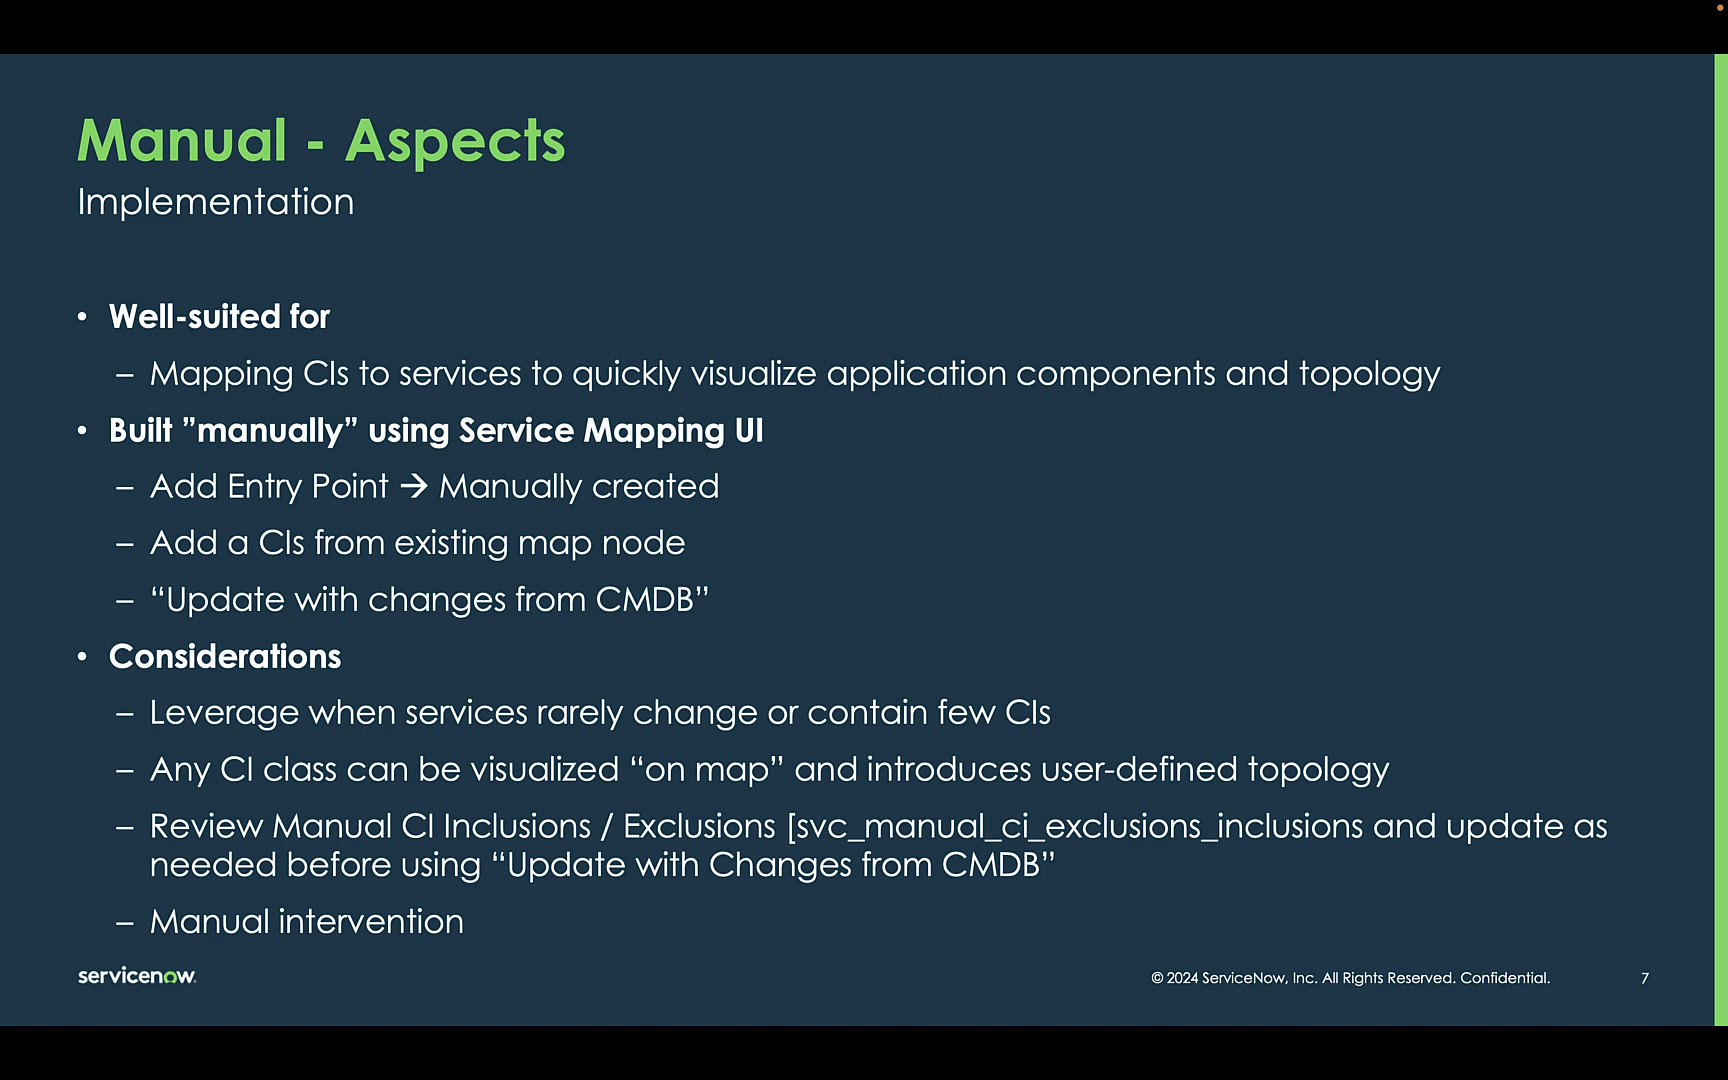 Manual - Aspects
Implementation
• Well-suited for
– Mapping CIs to services to quickly visualize application components and topology
• Built ”manually” using Service Mapping UI
– Add Entry Point → Manually created
– Add a CIs from existing map node
– “Update with changes from CMDB”
• Considerations
– Leverage when services rarely change or contain few CIs
– Any CI class can be visualized “on map” and introduces user-defined topology
– Review Manual CI Inclusions / Exclusions [svc_manual_ci_exclusions_inclusions and update as
needed before using “Update with Changes from CMDB”
– Manual intervention
servicenow.
© 2024 ServiceNow, Inc. All Rights Reserved. Confidential.
7